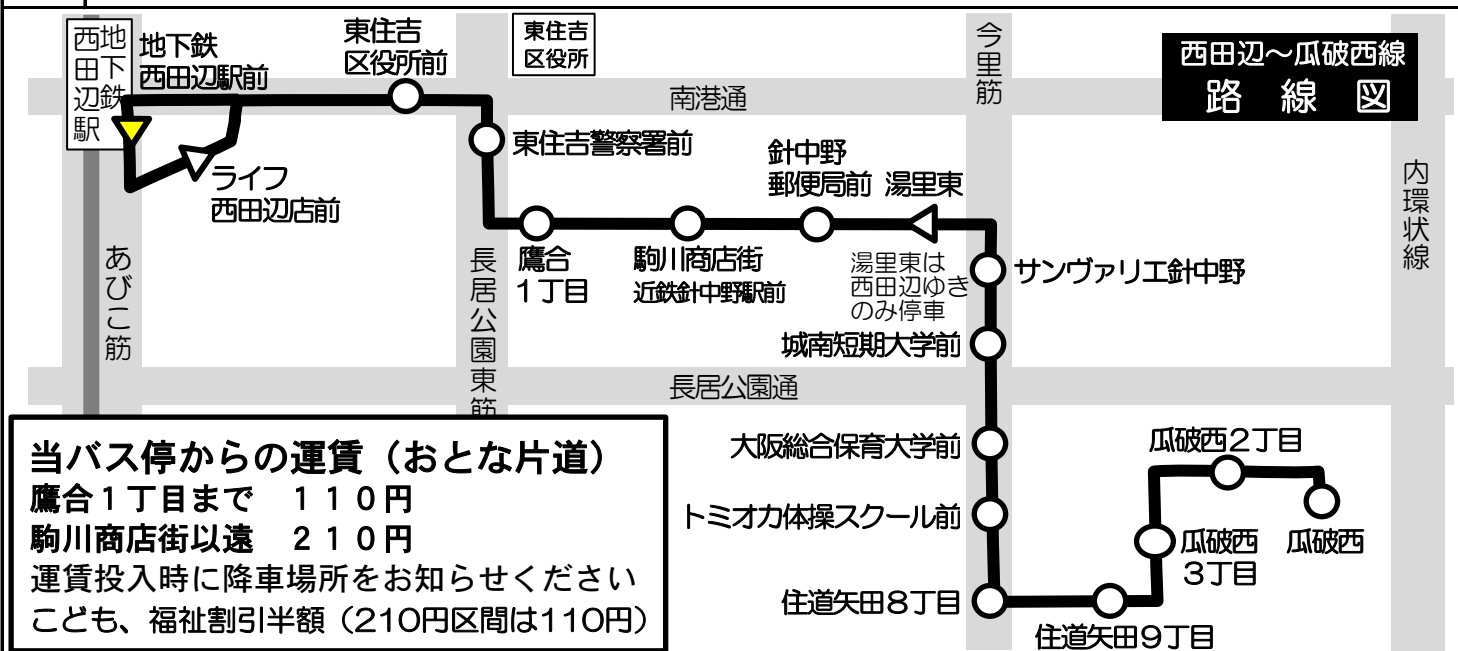 西田辺～瓜破西線
路線図
地下鉄
西田辺駅
地下鉄
西田辺駅前
東住吉
区役所前
東住吉
区役所
今里筋
南港通
内環状線
東住吉警察署前
ライフ
西田辺店前
針中野
郵便局前
湯里東
あびこ筋
長居公園東筋
鷹合
1丁目
駒川商店街
近鉄針中野駅前
湯里東は
西田辺ゆき
のみ停車
サンヴァリエ針中野
城南短期大学前
長居公園通
大阪総合保育大学前
トミオカ体操スクール前
住道矢田8丁目
住道矢田9丁目
瓜破西
3丁目
瓜破西2丁目
瓜破西
当バス停からの運賃（おとな片道）
鷹合１丁目まで　１１０円
駒川商店街以遠　２１０円
運賃投入時に降車場所をお知らせください
こども、福祉割引半額（210円区間は110円）